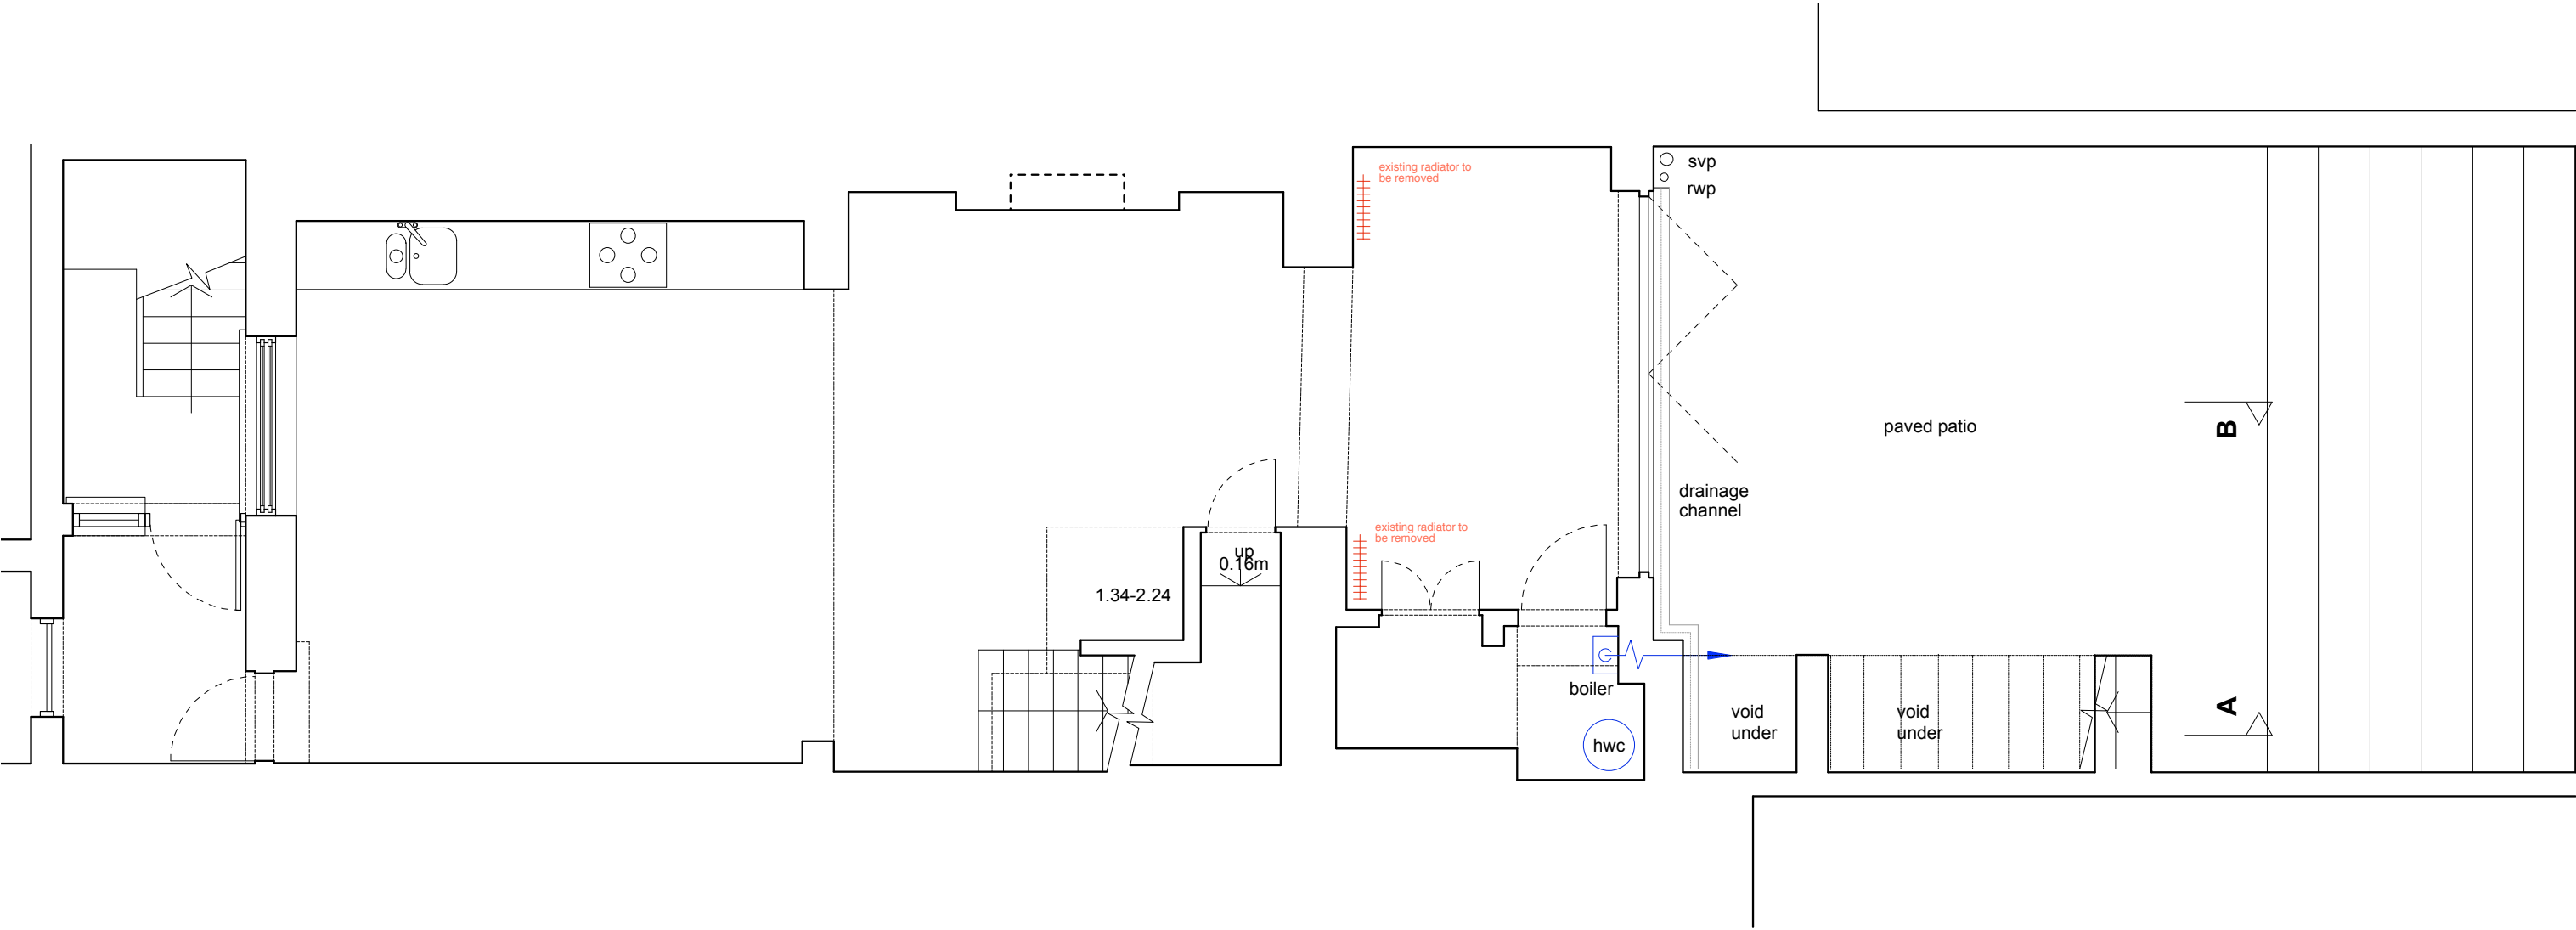 existing radiator to
be removed
svp
rwp
paved patio
B
drainage
channel
existing radiator to
be removed
up
0.16m
1.34-2.24
boiler
hwc
void
under
void
under
A